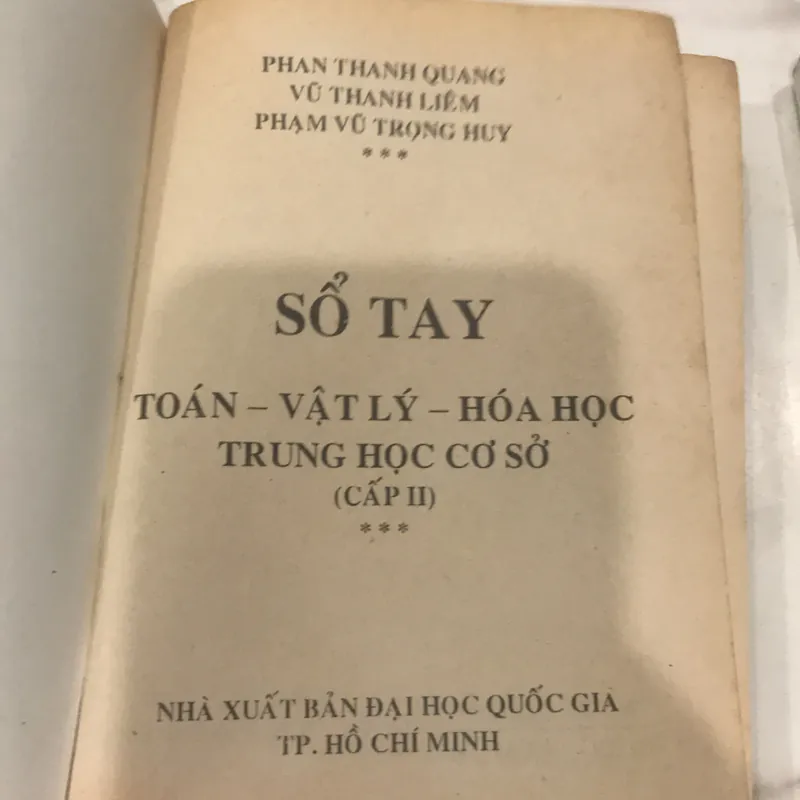 PHAN THANH QUANG
VŨ THANH LIÊM
PHẠM VŨ TRỌNG HUY
***
SỔ TAY
TOÁN – VẬT LÝ – HÓA HỌC
TRUNG HỌC CƠ SỞ
(CẤP II)
***
NHÀ XUẤT BẢN ĐẠI HỌC QUỐC GIA
TP. HỒ CHÍ MINH